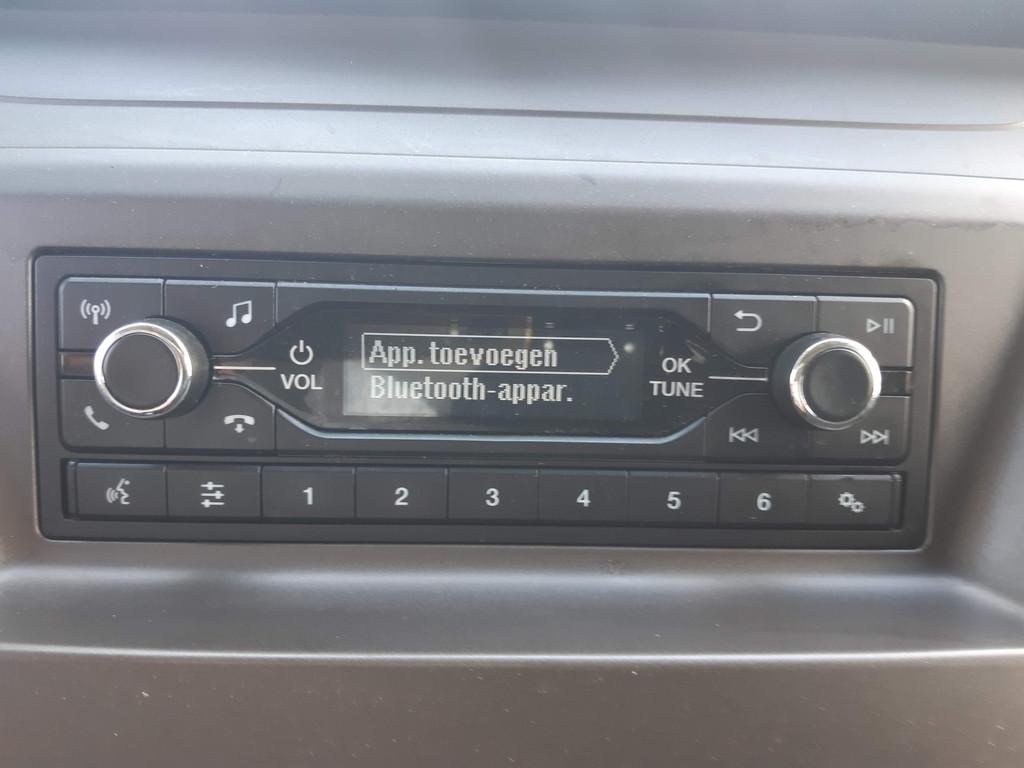 App. toevoegen
Bluetooth-appar.
VOL
OK
TUNE
1
2
3
4
5
6